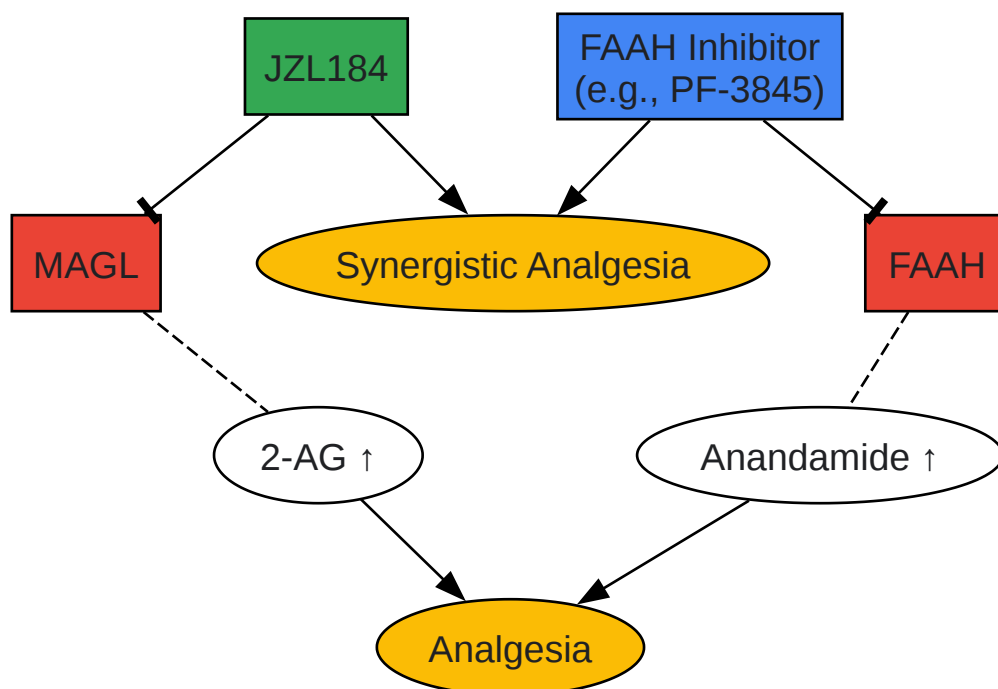 JZL184
FAAH Inhibitor
(e.g., PF-3845)
MAGL
Synergistic Analgesia
FAAH
2-AG ↑
Anandamide ↑
Analgesia